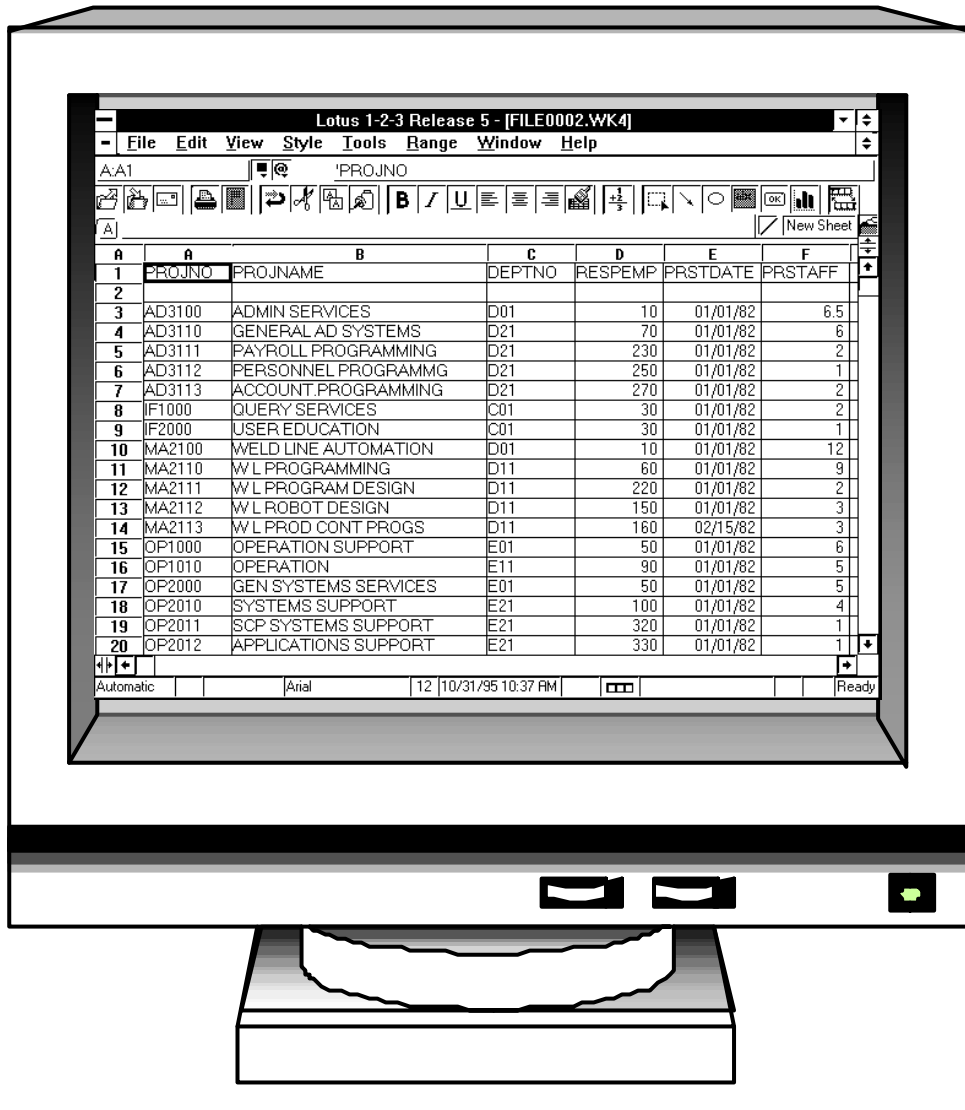 Lotus 1-2-3 Release 5 - [FILE0002.WK4]
File Edit View Style Tools Range Window Help
A:A1 @ 'PROJNO
B I U OK
A New Sheet
A A B C D E F
1 PROJNO PROJNAME DEPTNO RESPEMP PRSTDATE PRSTAFF
2
3 AD3100 ADMIN SERVICES D01 10 01/01/82 6.5
4 AD3110 GENERAL AD SYSTEMS D21 70 01/01/82 6
5 AD3111 PAYROLL PROGRAMMING D21 230 01/01/82 2
6 AD3112 PERSONNEL PROGRAMMG D21 250 01/01/82 1
7 AD3113 ACCOUNT.PROGRAMMING D21 270 01/01/82 2
8 IF1000 QUERY SERVICES C01 30 01/01/82 2
9 IF2000 USER EDUCATION C01 30 01/01/82 1
10 MA2100 WELD LINE AUTOMATION D01 10 01/01/82 12
11 MA2110 W L PROGRAMMING D11 60 01/01/82 9
12 MA2111 W L PROGRAM DESIGN D11 220 01/01/82 2
13 MA2112 W L ROBOT DESIGN D11 150 01/01/82 3
14 MA2113 W L PROD CONT PROGS D11 160 02/15/82 3
15 OP1000 OPERATION SUPPORT E01 50 01/01/82 6
16 OP1010 OPERATION E11 90 01/01/82 5
17 OP2000 GEN SYSTEMS SERVICES E01 50 01/01/82 5
18 OP2010 SYSTEMS SUPPORT E21 100 01/01/82 4
19 OP2011 SCP SYSTEMS SUPPORT E21 320 01/01/82 1
20 OP2012 APPLICATIONS SUPPORT E21 330 01/01/82 1
Automatic Arial 12 10/31/95 10:37 AM Ready